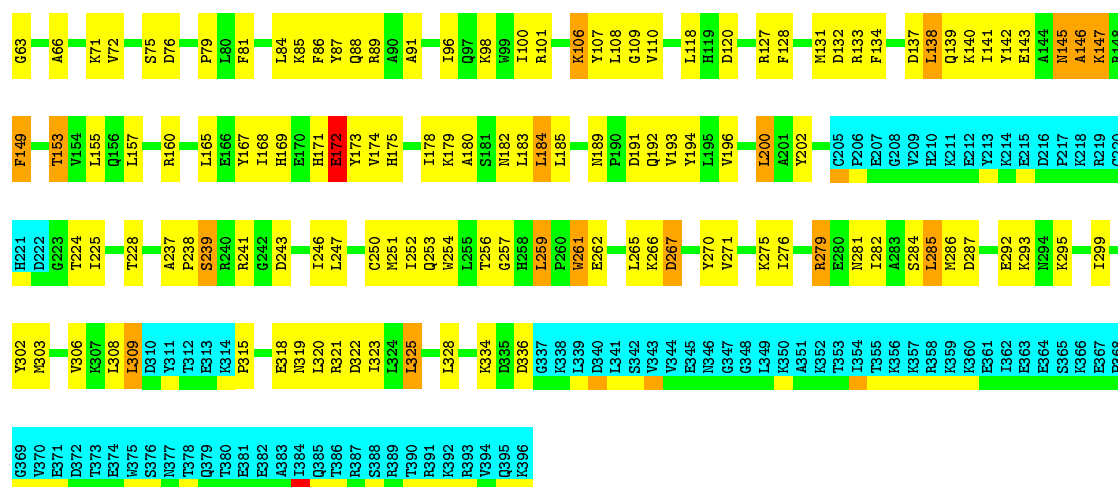 G63 A66 K71 V72 S75 D76 P79 L80 F81 L84 K85 F86 Y87 Q88 R89 A90 A91 I96 Q97 K98 W99 I100 R101 K106 Y107 L108 G109 V110 L118 H119 D120 R127 F128 M131 D132 R133 F134 D137 L138 Q139 K140 I141 Y142 E143 A144 N145 A146 K147 R148
F149 T153 V154 L155 Q156 L157 R160 L165 E166 Y167 I168 H169 E170 H171 E172 Y173 V174 H175 I178 K179 A180 S181 N182 L183 L184 L185 N189 P190 D191 Q192 V193 Y194 L195 V196 L200 A201 Y202 C205 P206 E207 G208 V209 H210 K211 E212 Y213 K214 E215 D216 P217 K218 R219 C220
H221 D222 G223 T224 I225 T228 A237 P238 S239 R240 R241 G242 D243 I246 L247 C250 M251 I252 Q253 W254 L255 T256 G257 H258 L259 P260 W261 E262 L265 K266 D267 Y270 V271 K275 I276 R279 E280 N281 I282 A283 S284 L285 M286 D287 E292 K293 N294 K295 I299
Y302 M303 V306 K307 L308 L309 D310 Y311 T312 E313 K314 P315 E318 N319 L320 R321 D322 I323 L324 L325 L328 K334 D335 D336 G337 K338 L339 D340 L341 S342 V343 V344 E345 N346 G347 G348 L349 K350 A351 K352 T353 I354 T355 K356 K357 R358 K359 K360 E361 I362 E363 E364 S365 K366 E367 P368
G369 V370 E371 D372 T373 E374 W375 S376 N377 T378 Q379 T380 E381 E382 A383 I384 Q385 T386 R387 S388 R389 T390 R391 K392 R393 V394 Q395 K396